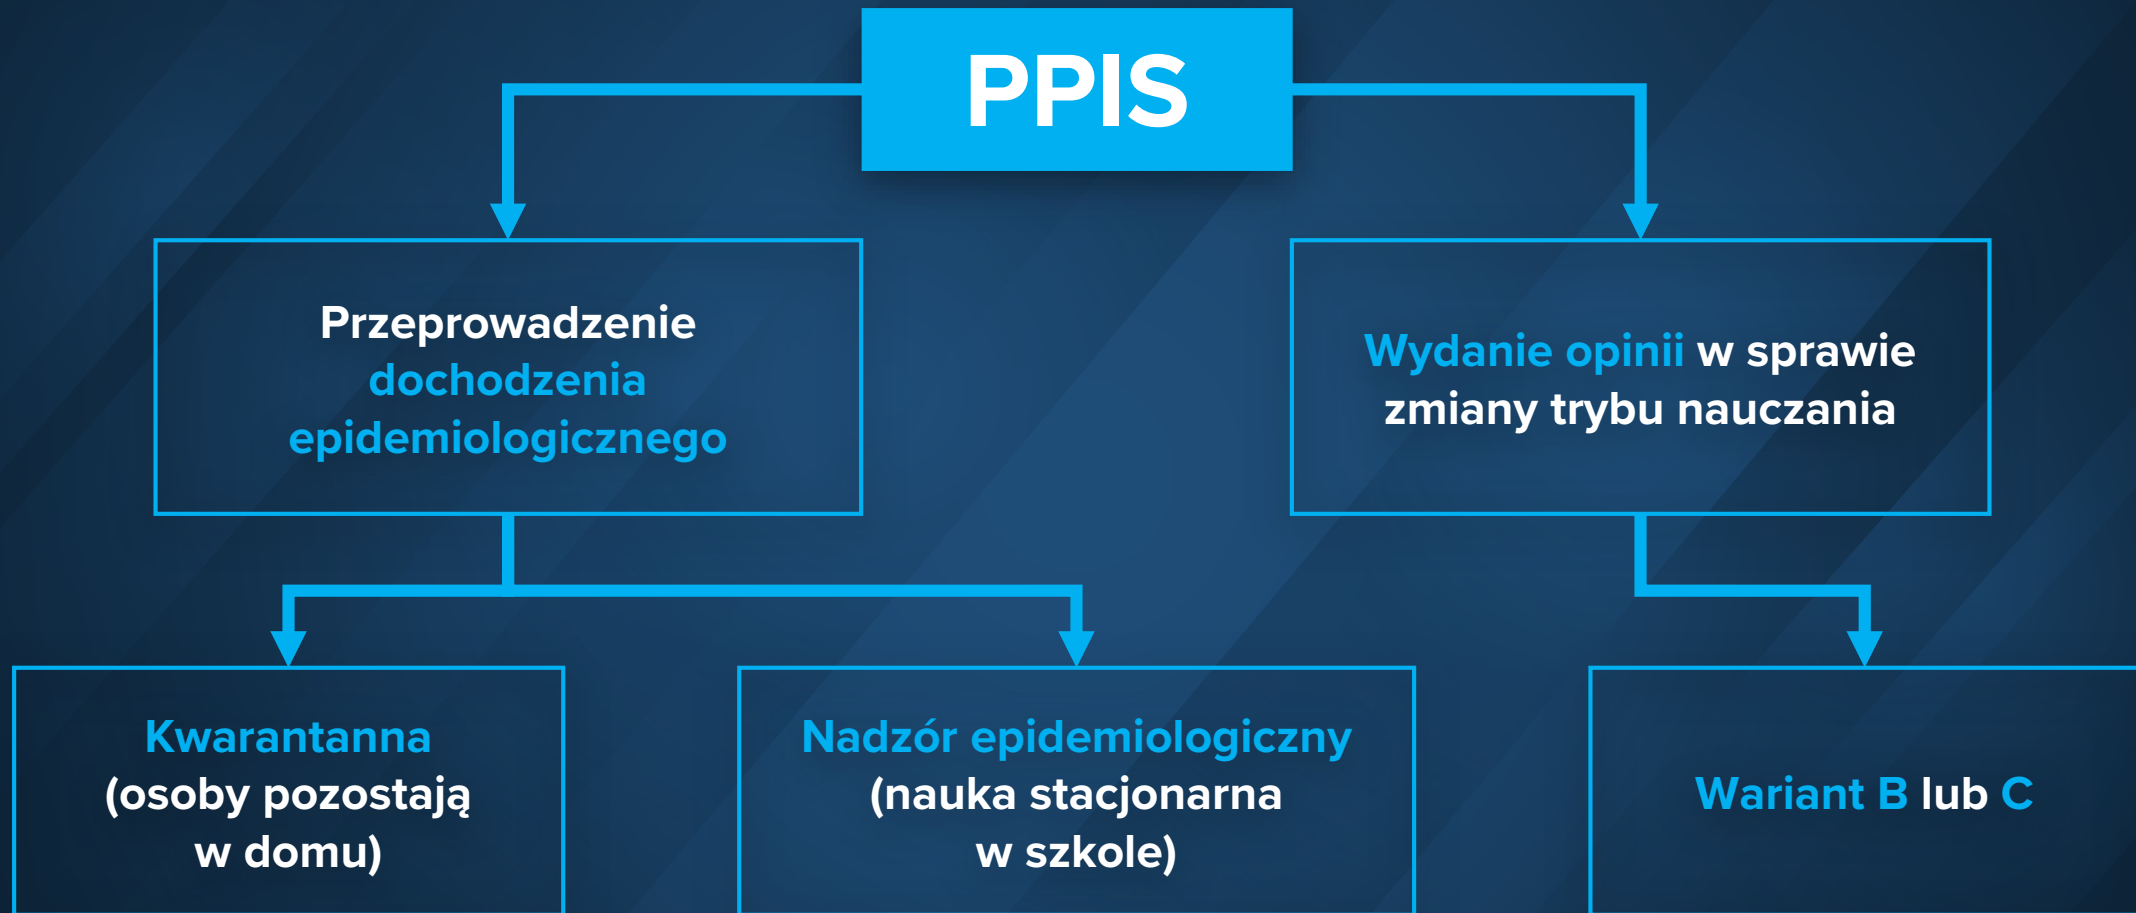 PPIS
Przeprowadzenie
dochodzenia
epidemiologicznego
Wydanie opinii w sprawie
zmiany trybu nauczania
Kwarantanna
(osoby pozostają
w domu)
Nadzór epidemiologiczny
(nauka stacjonarna
w szkole)
Wariant B lub C